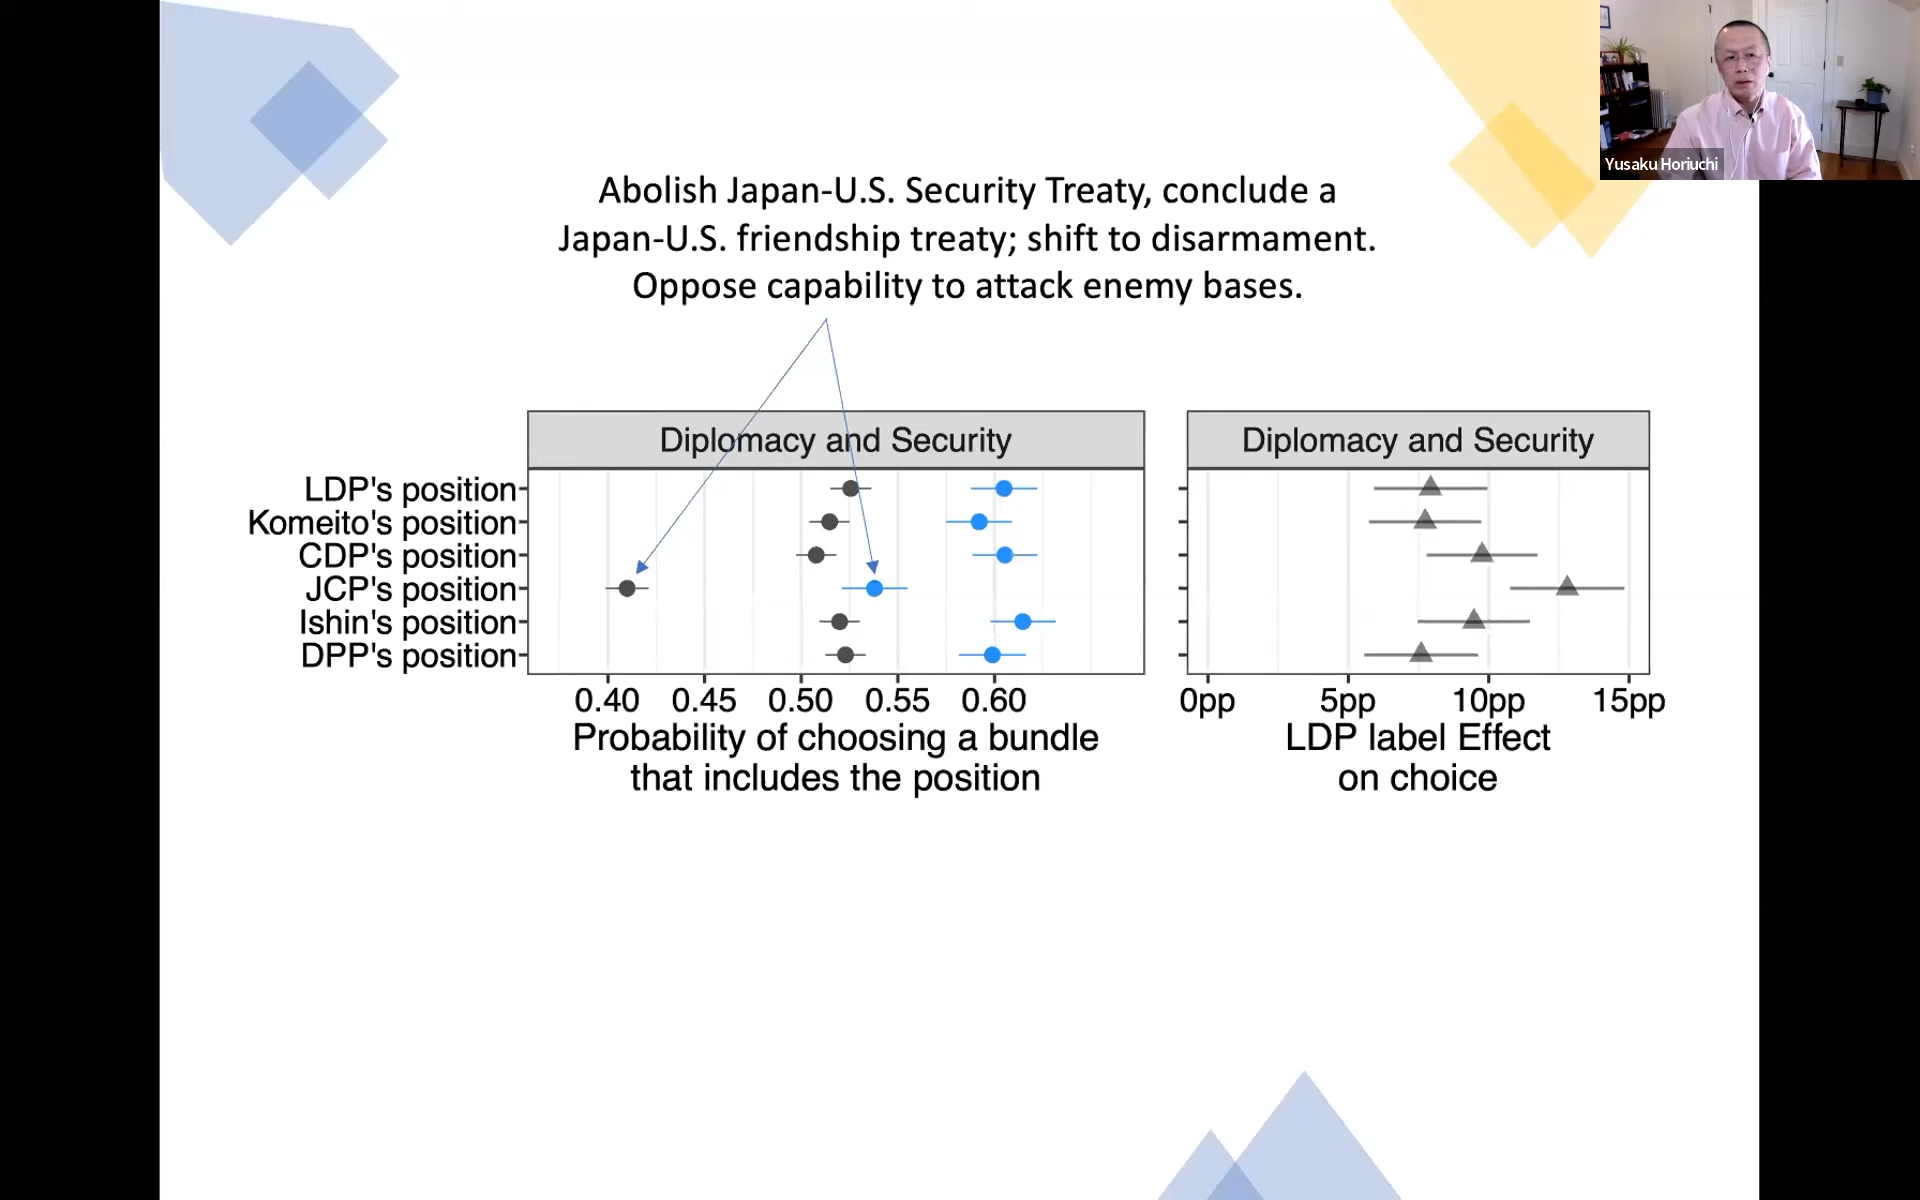 Yusaku Horiuchi
Abolish Japan-U.S. Security Treaty, conclude a
Japan-U.S. friendship treaty; shift to disarmament.
Oppose capability to attack enemy bases.
Diplomacy and Security
Diplomacy and Security
LDP's position
Komeito's position
CDP's position
JCP's position
Ishin's position
DPP's position
0.40 0.45 0.50 0.55 0.60
Probability of choosing a bundle
that includes the position
0pp 5pp 10pp 15pp
LDP label Effect
on choice